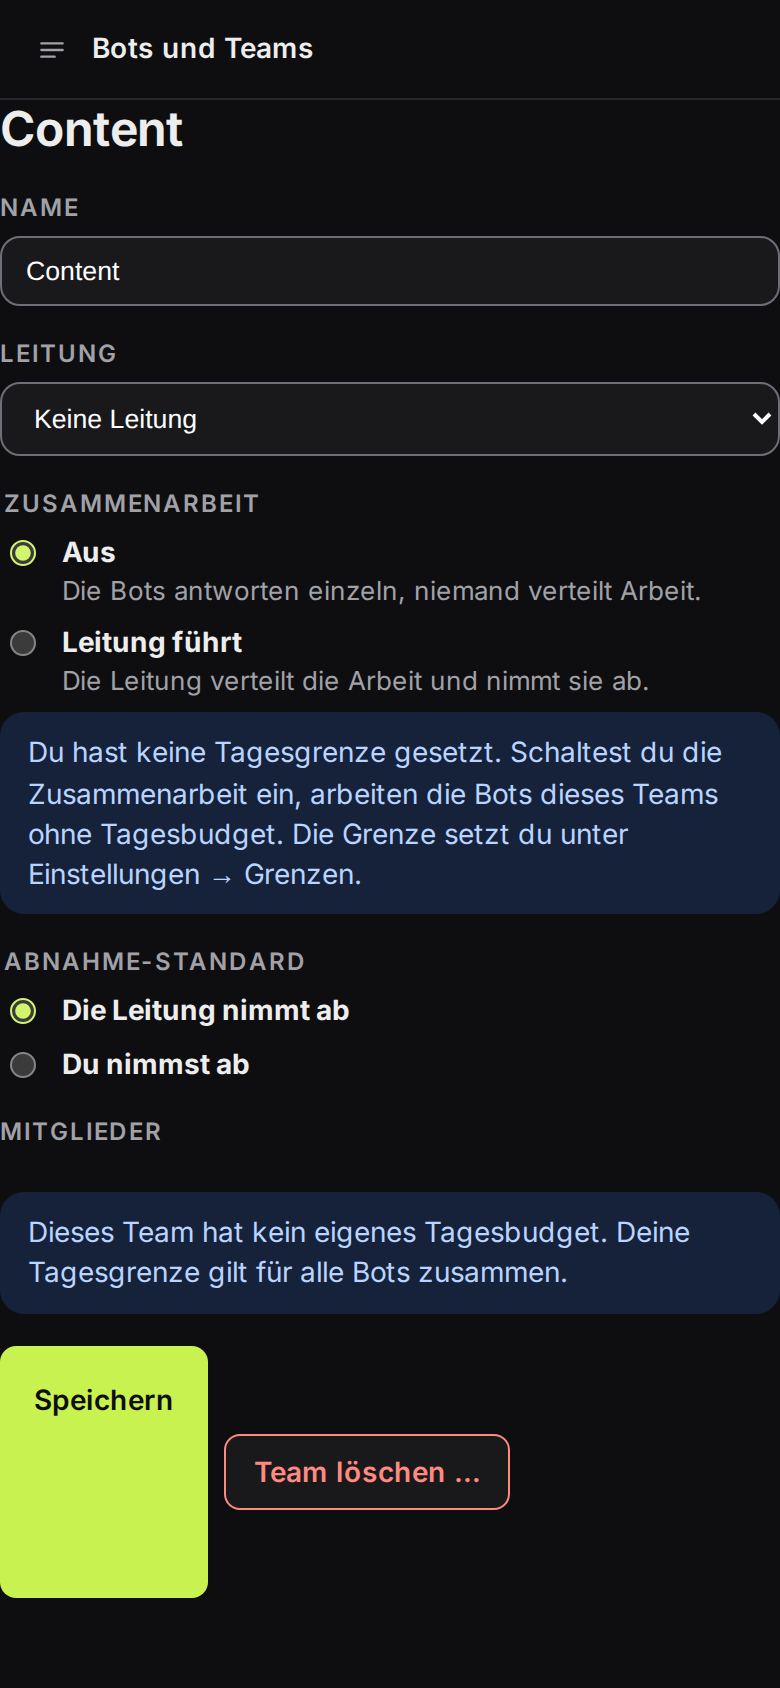 Bots und Teams
Content
NAME
Content
LEITUNG
Keine Leitung
ZUSAMMENARBEIT
Aus
Die Bots antworten einzeln, niemand verteilt Arbeit.
Leitung führt
Die Leitung verteilt die Arbeit und nimmt sie ab.
Du hast keine Tagesgrenze gesetzt. Schaltest du die
Zusammenarbeit ein, arbeiten die Bots dieses Teams
ohne Tagesbudget. Die Grenze setzt du unter
Einstellungen → Grenzen.
ABNAHME-STANDARD
Die Leitung nimmt ab
Du nimmst ab
MITGLIEDER
Dieses Team hat kein eigenes Tagesbudget. Deine
Tagesgrenze gilt für alle Bots zusammen.
Speichern
Team löschen ...